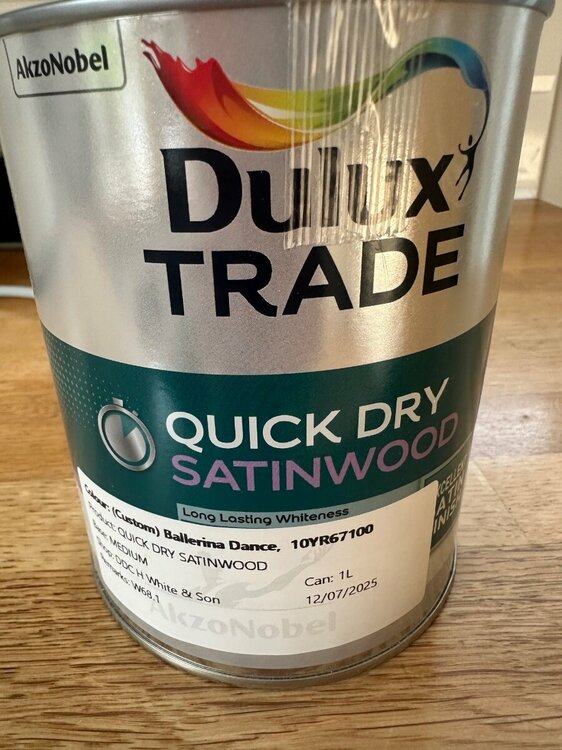 AkzoNobel
Dulux
TRADE
QUICK DRY
SATINWOOD
Long Lasting Whiteness
Colour: (Custom) Ballerina Dance, 10YR67100
Product: QUICK DRY SATINWOOD
Base: MEDIUM
Shop: DDC H White & Son
Remarks: W68.1
Can: 1L
12/07/2025
AkzoNobel